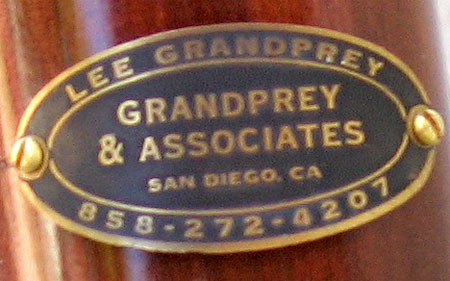 LEE GRANDPREY
GRANDPREY
& ASSOCIATES
SAN DIEGO, CA
858-272-4207